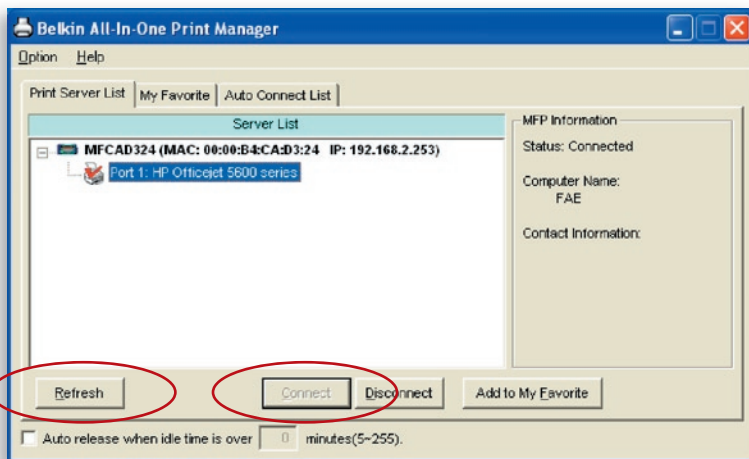 Belkin All-In-One Print Manager
Option Help
Print Server List My Favorite Auto Connect List
Server List
MFCAD324 (MAC: 00:00:B4:CA:D3:24 IP: 192.168.2.253)
Port 1: HP Officejet 5600 series
MFP Information
Status: Connected
Computer Name:
FAE
Contact Information:
Refresh Connect Disconnect Add to My Favorite
Auto release when idle time is over 0 minutes(5~255).